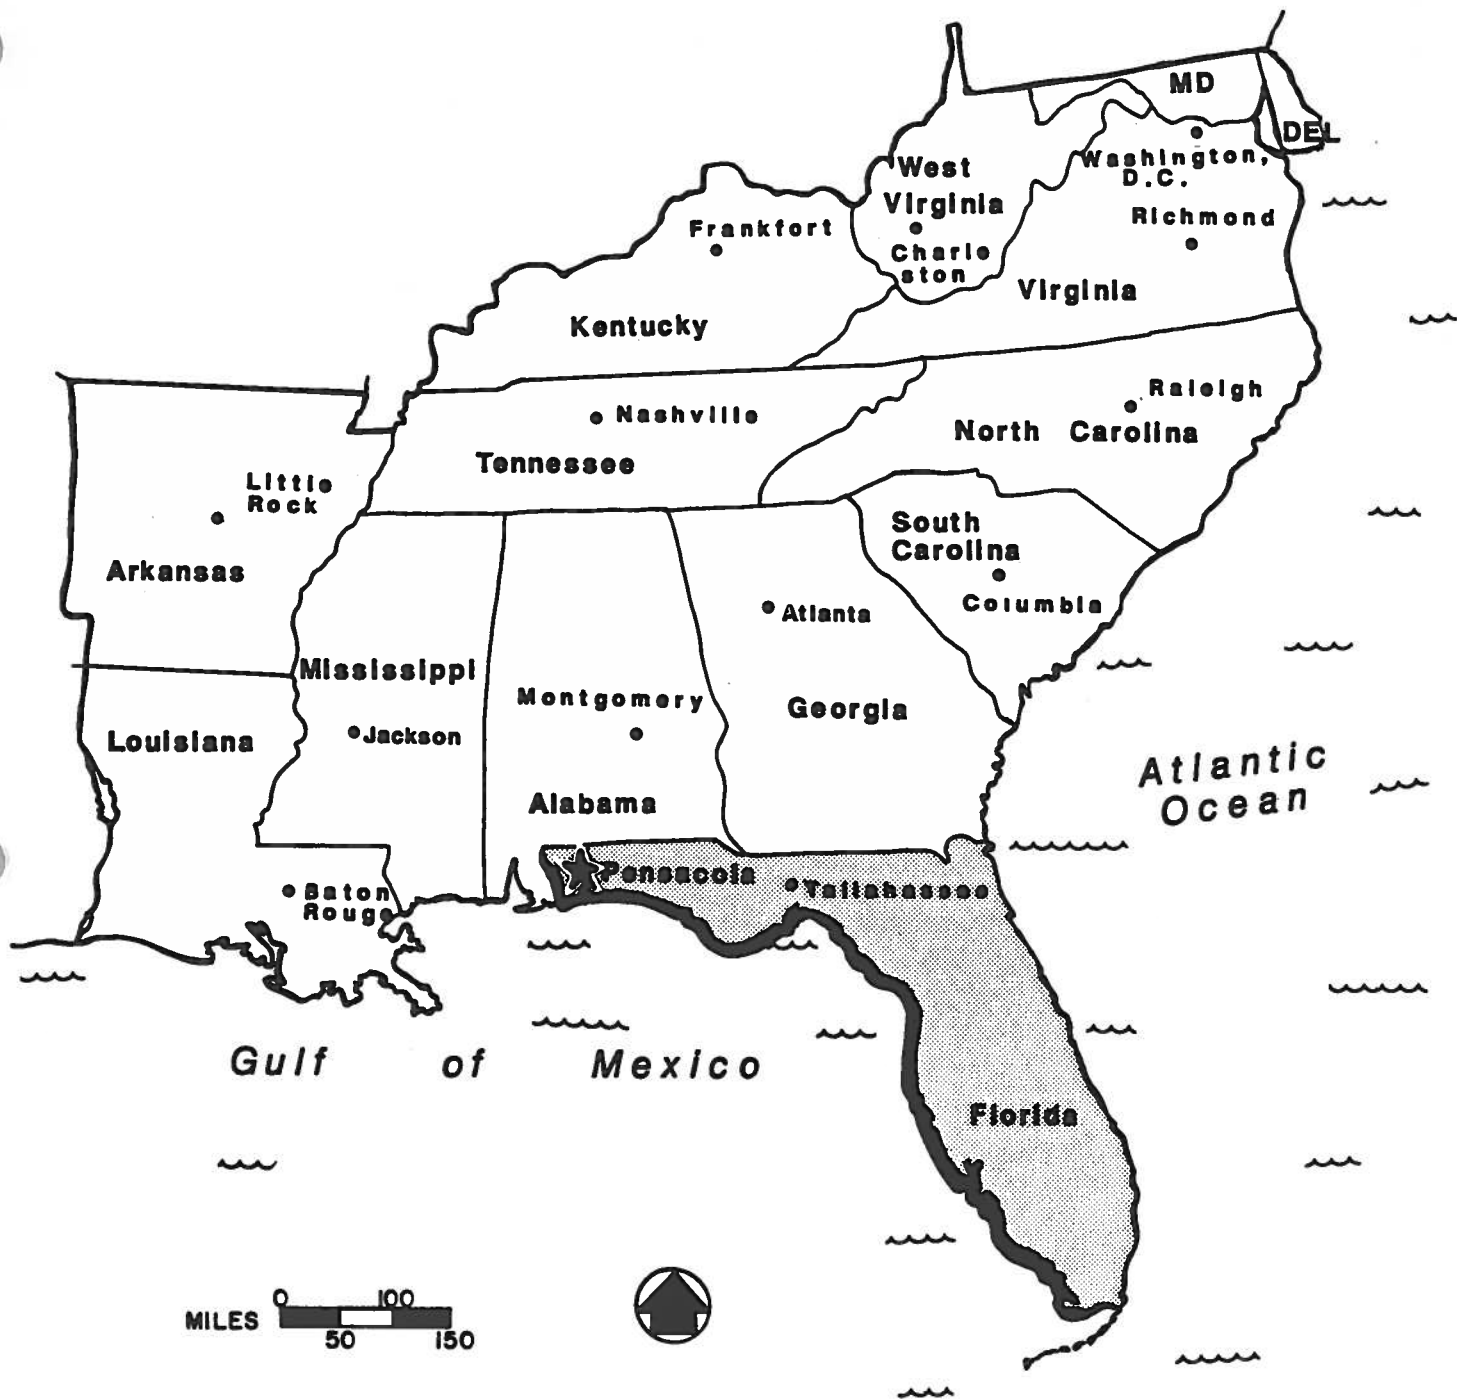 MD
DEL
Washington,
D.C.
West
Virginia
Charle
ston
Richmond
Virginia
Frankfort
Kentucky
Raleigh
North Carolina
Nashville
Tennessee
Little
Rock
Arkansas
South
Carolina
Columbia
Atlanta
Georgia
Mississippi
Jackson
Montgomery
Alabama
Louisiana
Baton
Rouge
Pensacola
Tallahassee
Atlantic
Ocean
Gulf of Mexico
Florida
0 100
MILES
50 150